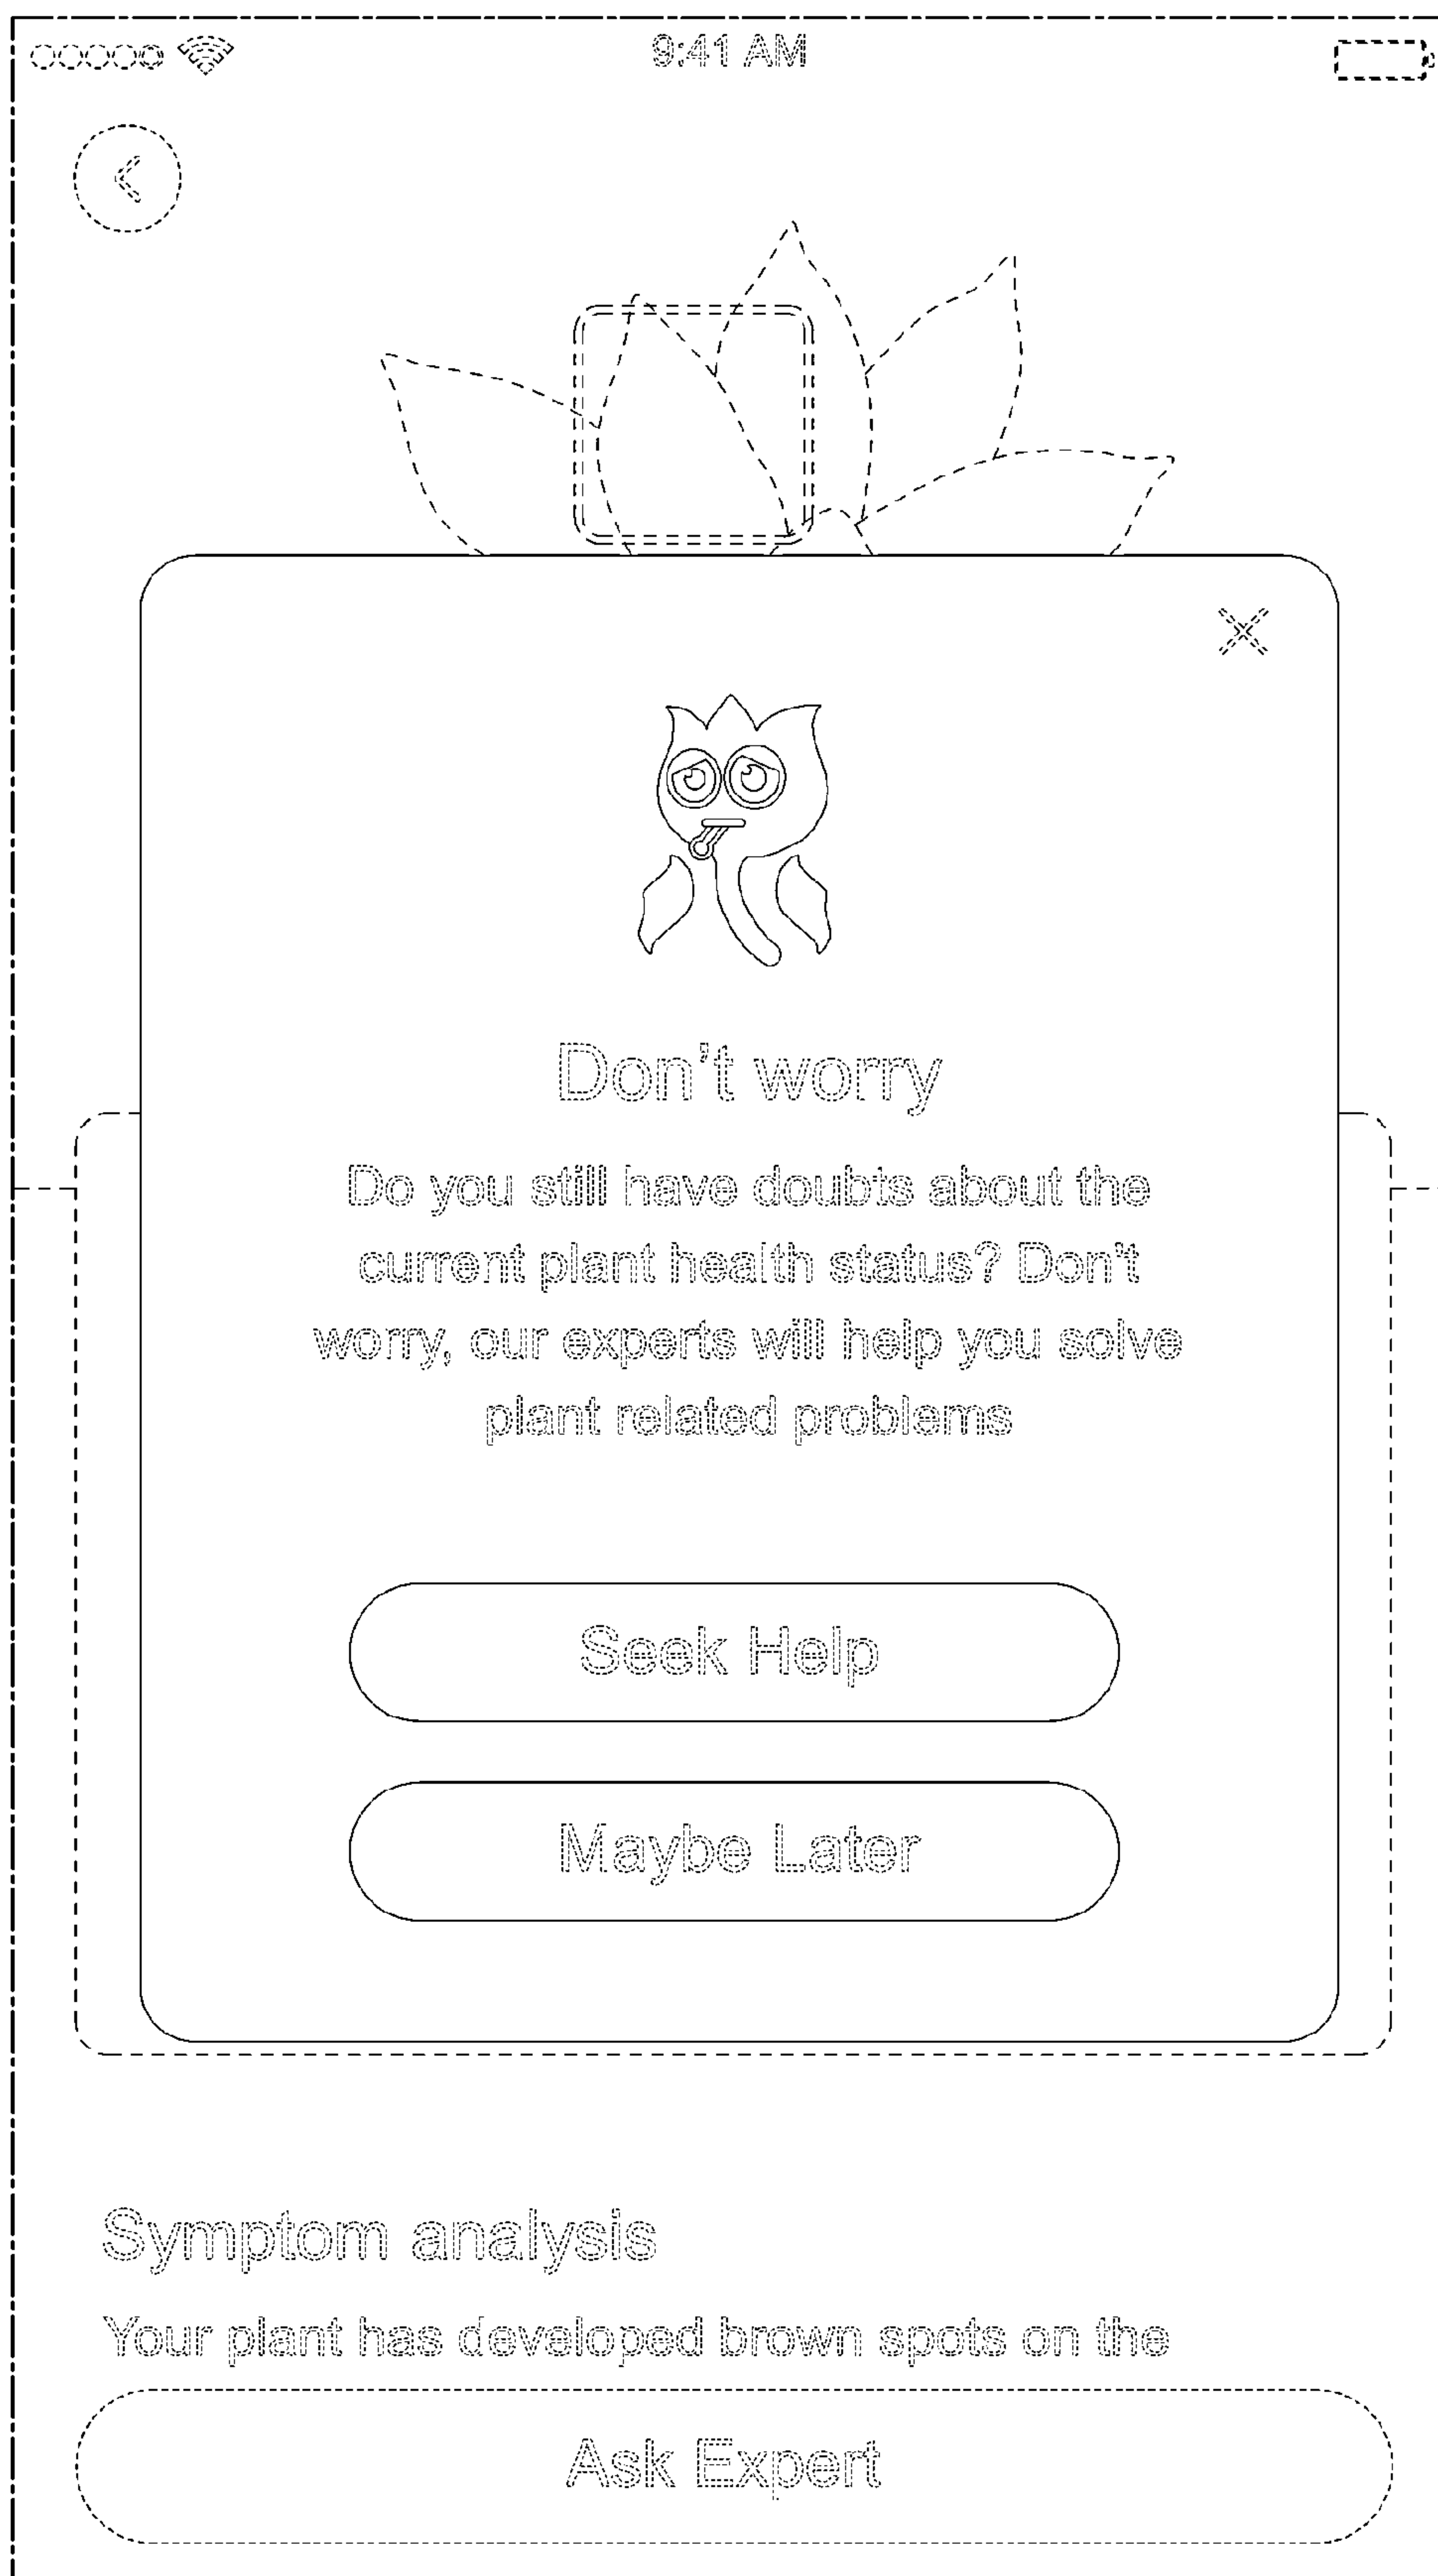 9:41 AM
Don't worry
Do you still have doubts about the
current plant health status? Don't
worry, our experts will help you solve
plant related problems
Seek Help
Maybe Later
Symptom analysis
Your plant has developed brown spots on the
Ask Expert